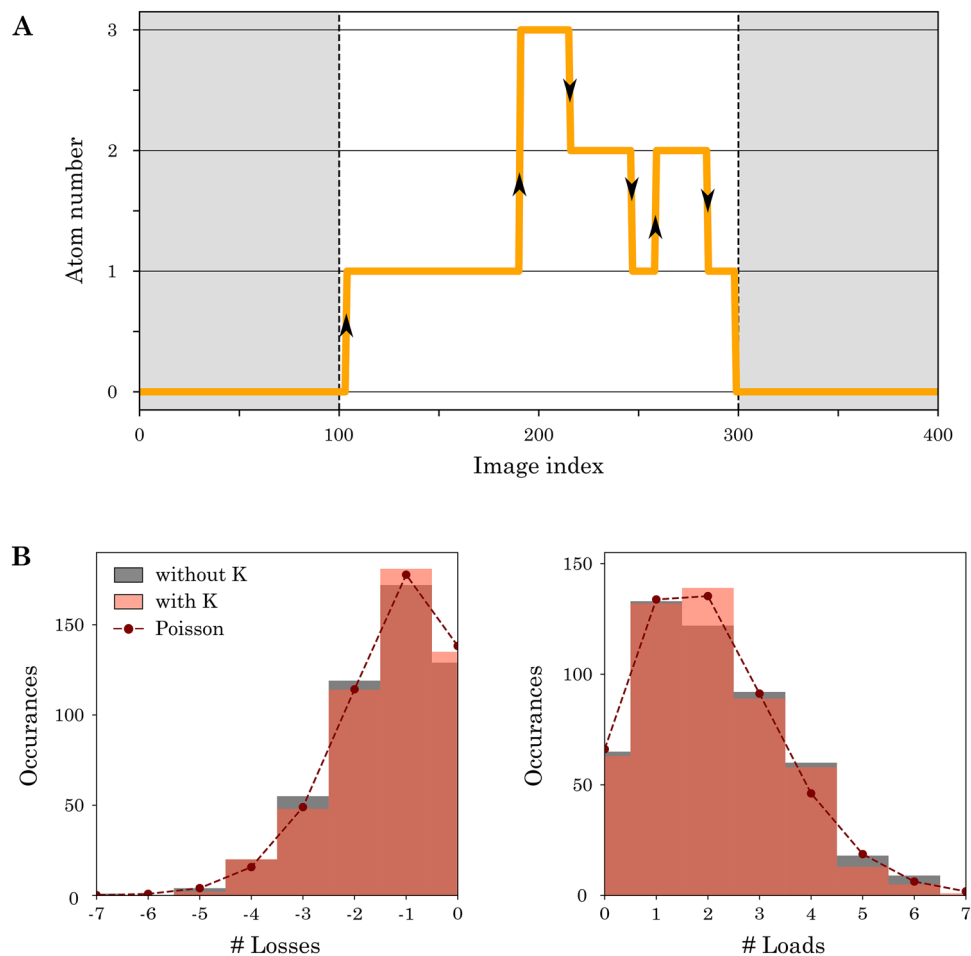 A
3
2
1
0
Atom number
0 100 200 300 400
Image index
B
without K
with K
Poisson
150
100
50
0
Occurances
-7 -6 -5 -4 -3 -2 -1 0
# Losses
150
100
50
0
Occurances
0 1 2 3 4 5 6 7
# Loads